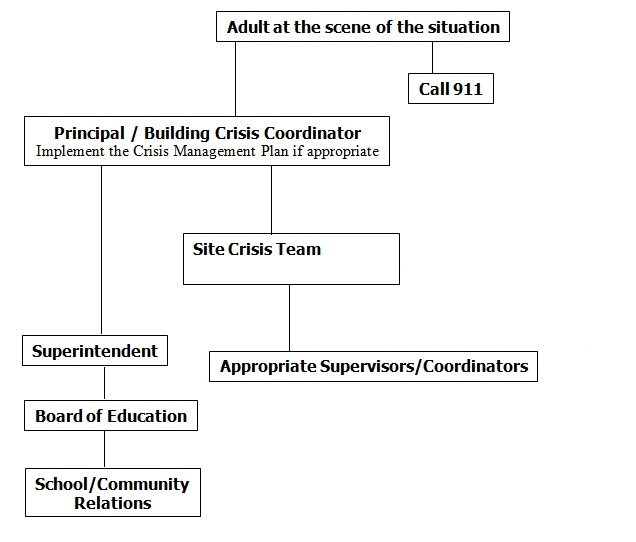 Adult at the scene of the situation
Call 911
Principal / Building Crisis Coordinator
Implement the Crisis Management Plan if appropriate
Site Crisis Team
Superintendent
Appropriate Supervisors/Coordinators
Board of Education
School/Community
Relations